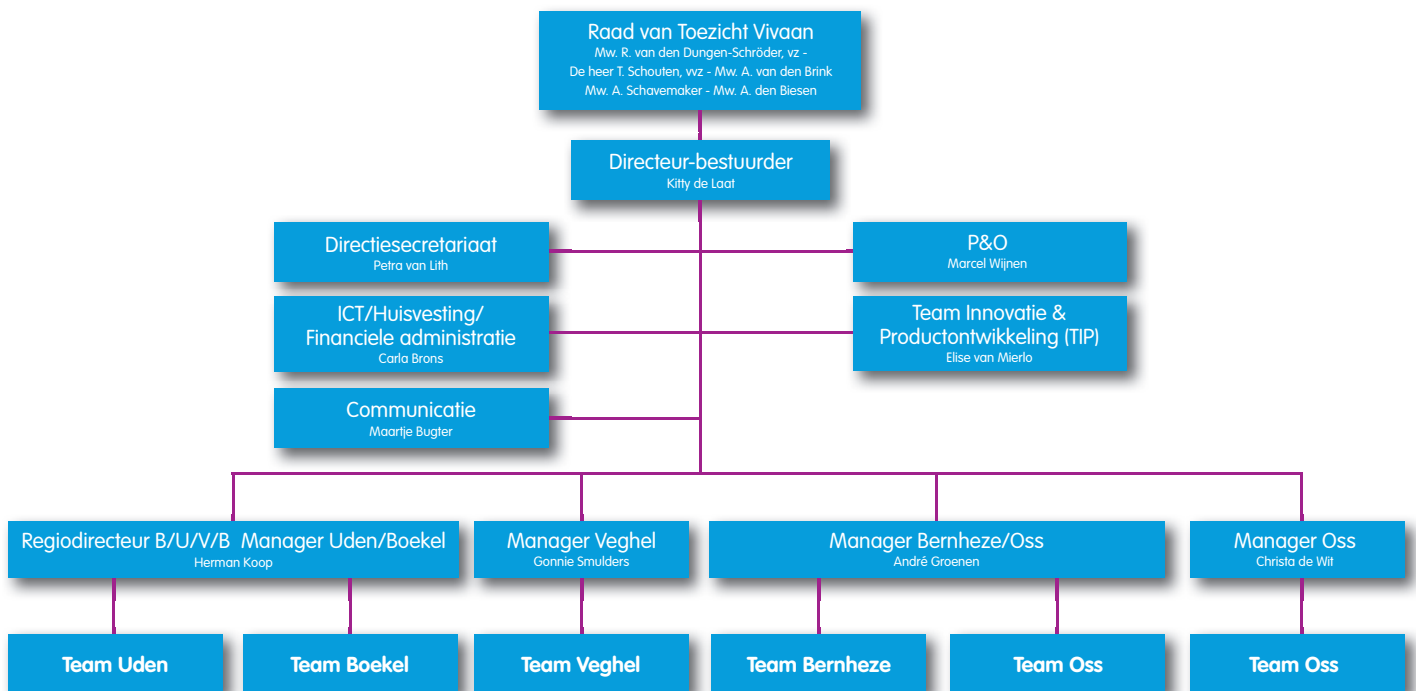 Raad van Toezicht Vivaan
Mw. R. van den Dungen-Schröder, vz -
De heer T. Schouten, vvz - Mw. A. van den Brink
Mw. A. Schavemaker - Mw. A. den Biesen
Directeur-bestuurder
Kitty de Laat
Directiesecretariaat
Petra van Lith
P&O
Marcel Wijnen
ICT/Huisvesting/
Financiele administratie
Carla Brons
Team Innovatie &
Productontwikkeling (TIP)
Elise van Mierlo
Communicatie
Maartje Bugter
Regiodirecteur B/U/V/B Manager Uden/Boekel
Herman Koop
Manager Veghel
Gonnie Smulders
Manager Bernheze/Oss
André Groenen
Manager Oss
Christa de Wit
Team Uden
Team Boekel
Team Veghel
Team Bernheze
Team Oss
Team Oss